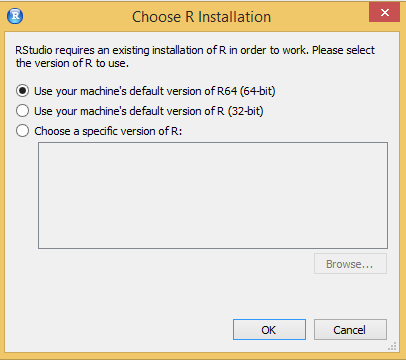 R
Choose R Installation
RStudio requires an existing installation of R in order to work. Please select
the version of R to use.
Use your machine's default version of R64 (64-bit)
Use your machine's default version of R (32-bit)
Choose a specific version of R:
Browse...
OK
Cancel